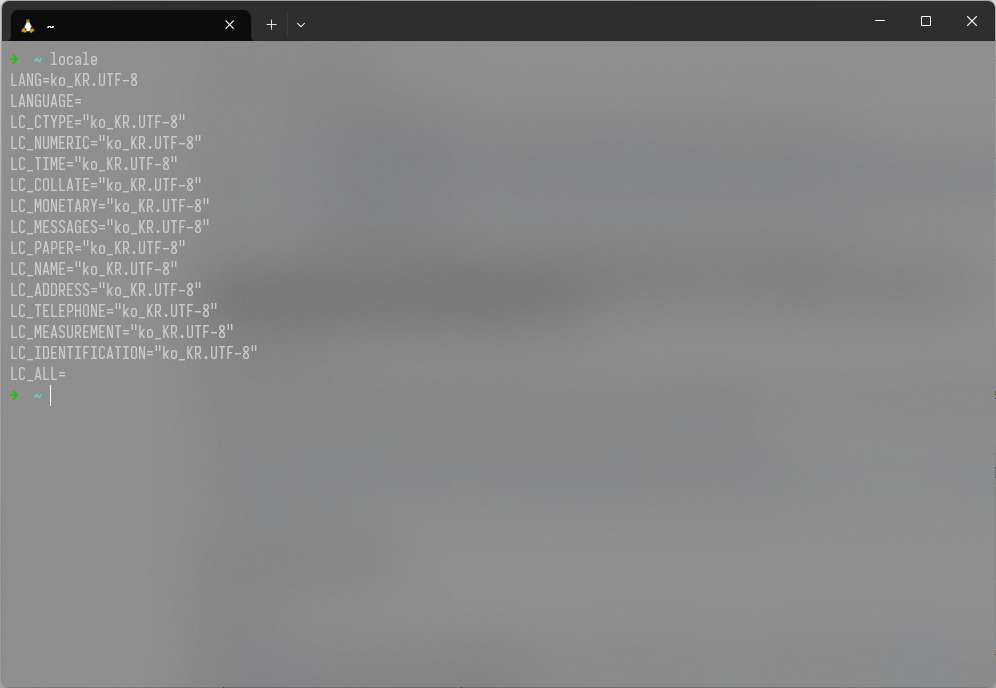 ~
➜ ~ locale
LANG=ko_KR.UTF-8
LANGUAGE=
LC_CTYPE="ko_KR.UTF-8"
LC_NUMERIC="ko_KR.UTF-8"
LC_TIME="ko_KR.UTF-8"
LC_COLLATE="ko_KR.UTF-8"
LC_MONETARY="ko_KR.UTF-8"
LC_MESSAGES="ko_KR.UTF-8"
LC_PAPER="ko_KR.UTF-8"
LC_NAME="ko_KR.UTF-8"
LC_ADDRESS="ko_KR.UTF-8"
LC_TELEPHONE="ko_KR.UTF-8"
LC_MEASUREMENT="ko_KR.UTF-8"
LC_IDENTIFICATION="ko_KR.UTF-8"
LC_ALL=
➜ ~